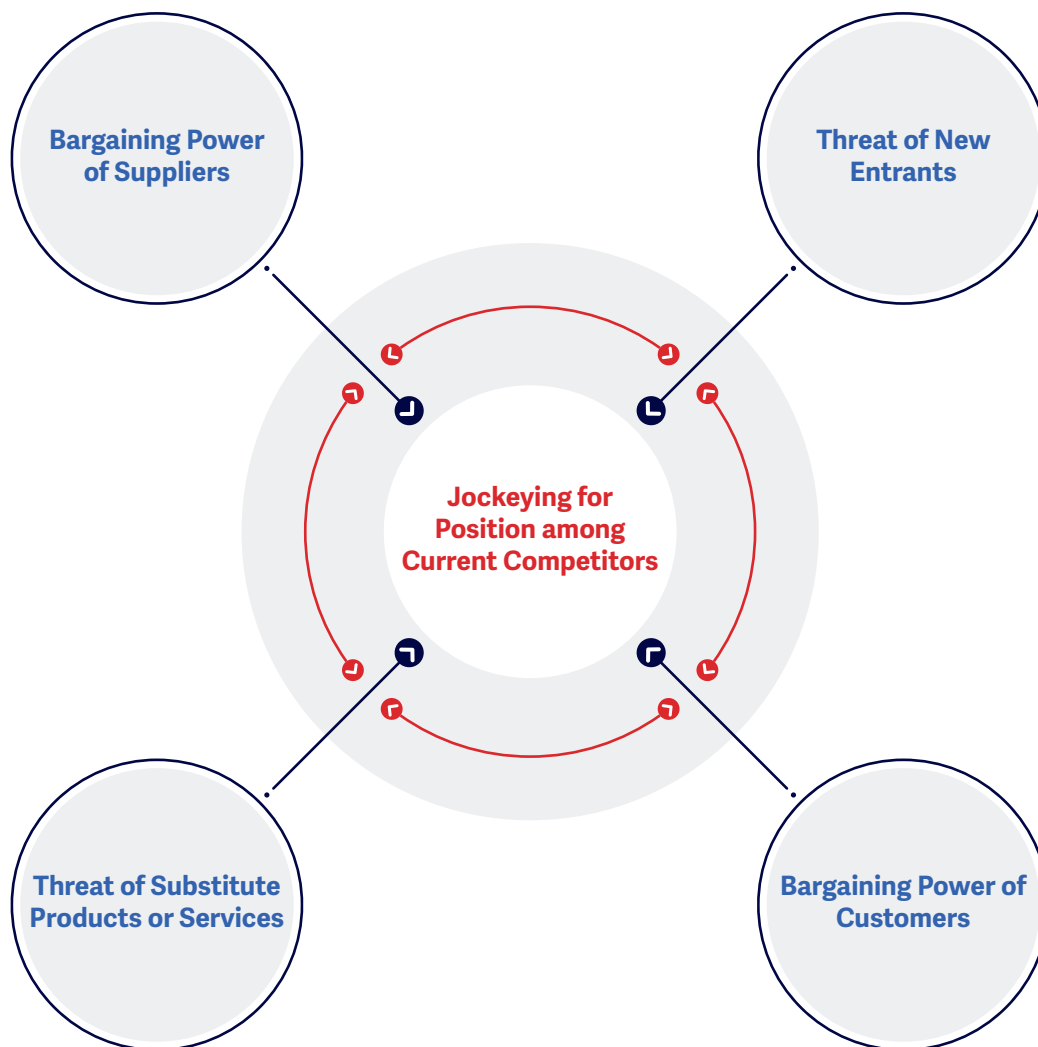 Bargaining Power
of Suppliers
Threat of New
Entrants
Jockeying for
Position among
Current Competitors
Threat of Substitute
Products or Services
Bargaining Power of
Customers